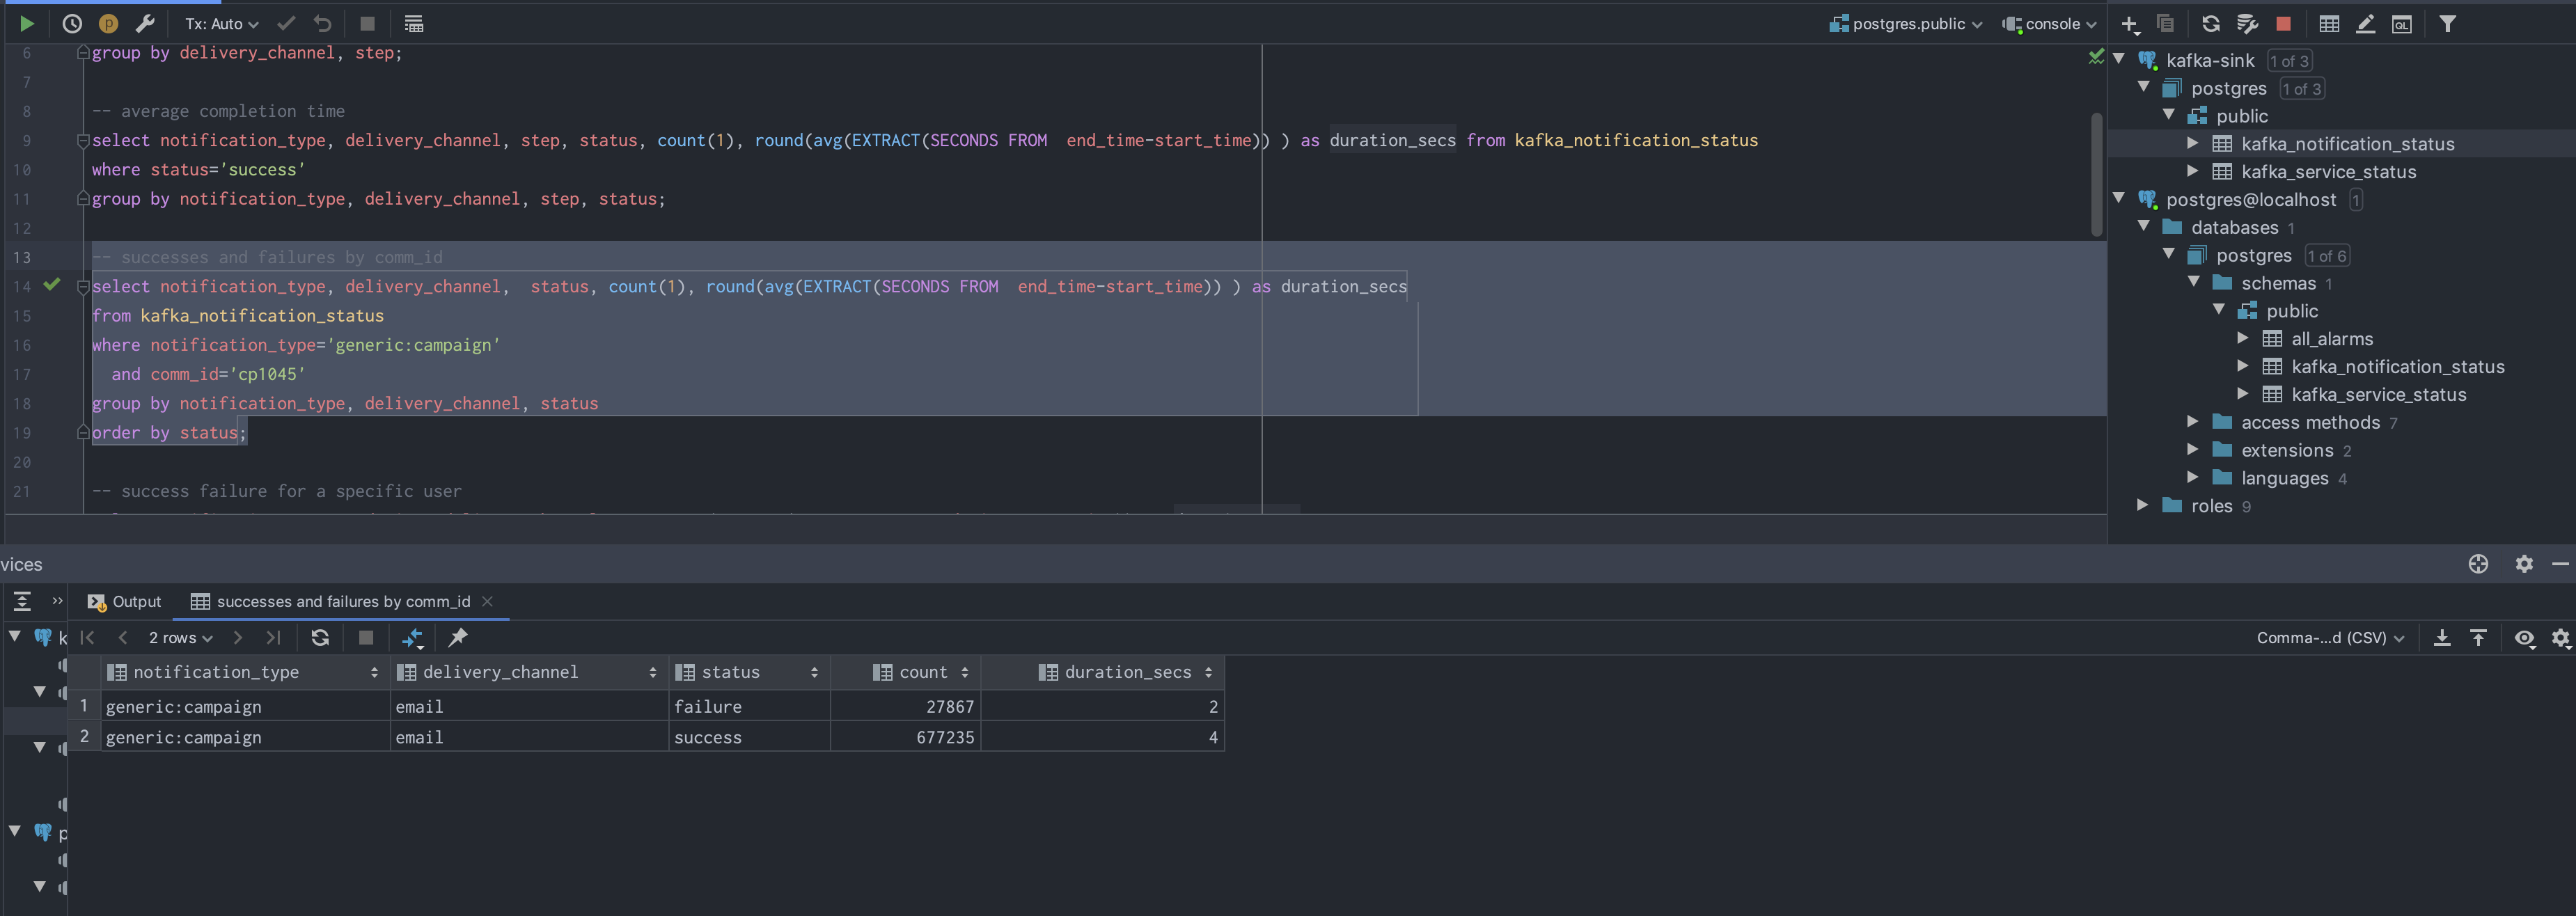 Tx: Auto
postgres.public
console
6 group by delivery_channel, step;
7
8 -- average completion time
9 select notification_type, delivery_channel, step, status, count(1), round(avg(EXTRACT(SECONDS FROM  end_time-start_time)) ) as duration_secs from kafka_notification_status
10 where status='success'
11 group by notification_type, delivery_channel, step, status;
12
13 -- successes and failures by comm_id
14 select notification_type, delivery_channel,  status, count(1), round(avg(EXTRACT(SECONDS FROM  end_time-start_time)) ) as duration_secs
15 from kafka_notification_status
16 where notification_type='generic:campaign'
17   and comm_id='cp1045'
18 group by notification_type, delivery_channel, status
19 order by status;
20
21 -- success failure for a specific user
QL
kafka-sink 1 of 3
postgres 1 of 3
public
kafka_notification_status
kafka_service_status
postgres@localhost 1
databases 1
postgres 1 of 6
schemas 1
public
all_alarms
kafka_notification_status
kafka_service_status
access methods 7
extensions 2
languages 4
roles 9
vices
Output
successes and failures by comm_id
k
p
2 rows
Comma-...d (CSV)
notification_type delivery_channel status count duration_secs
1 generic:campaign email failure 27867 2
2 generic:campaign email success 677235 4